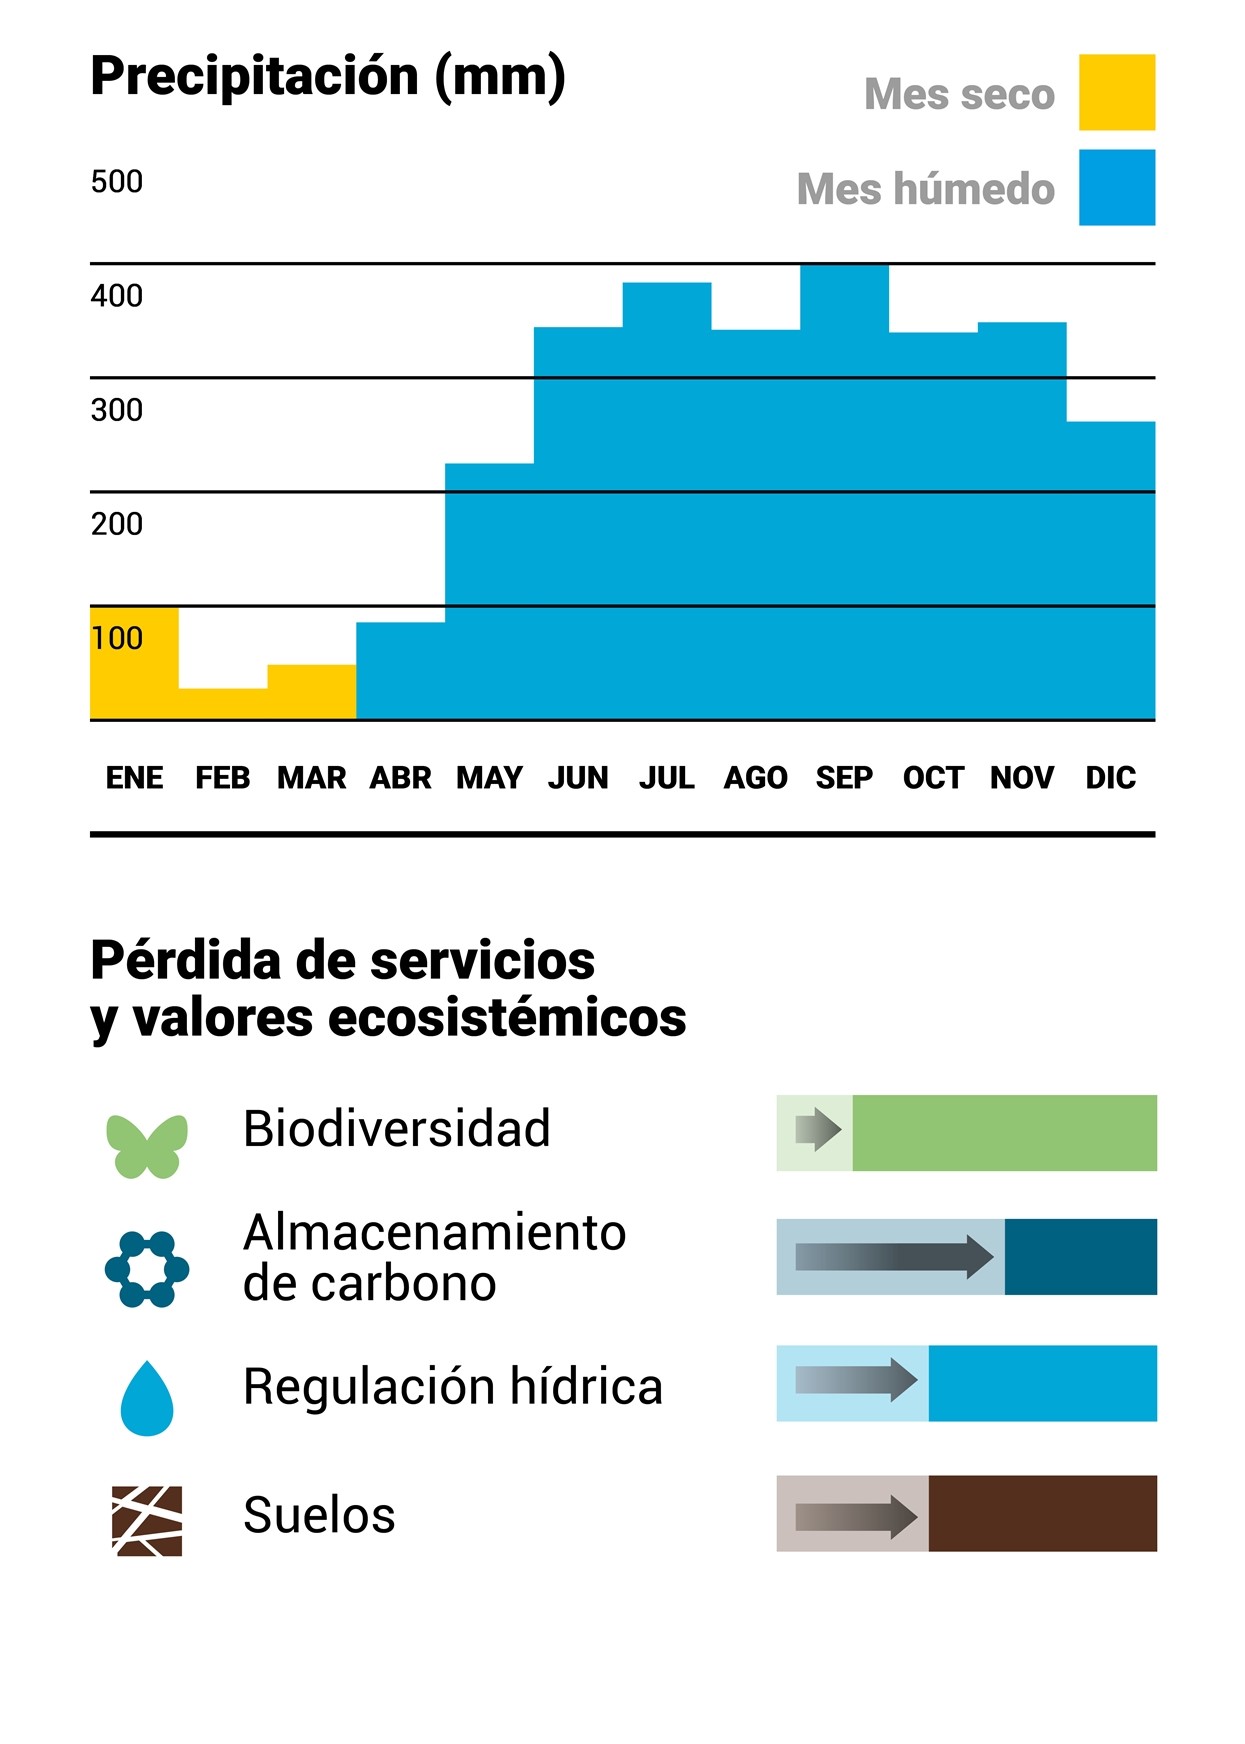 Precipitación (mm)
Mes seco
Mes húmedo
500
400
300
200
100
ENE FEB MAR ABR MAY JUN JUL AGO SEP OCT NOV DIC
Pérdida de servicios
y valores ecosistémicos
Biodiversidad
Almacenamiento
de carbono
Regulación hídrica
Suelos